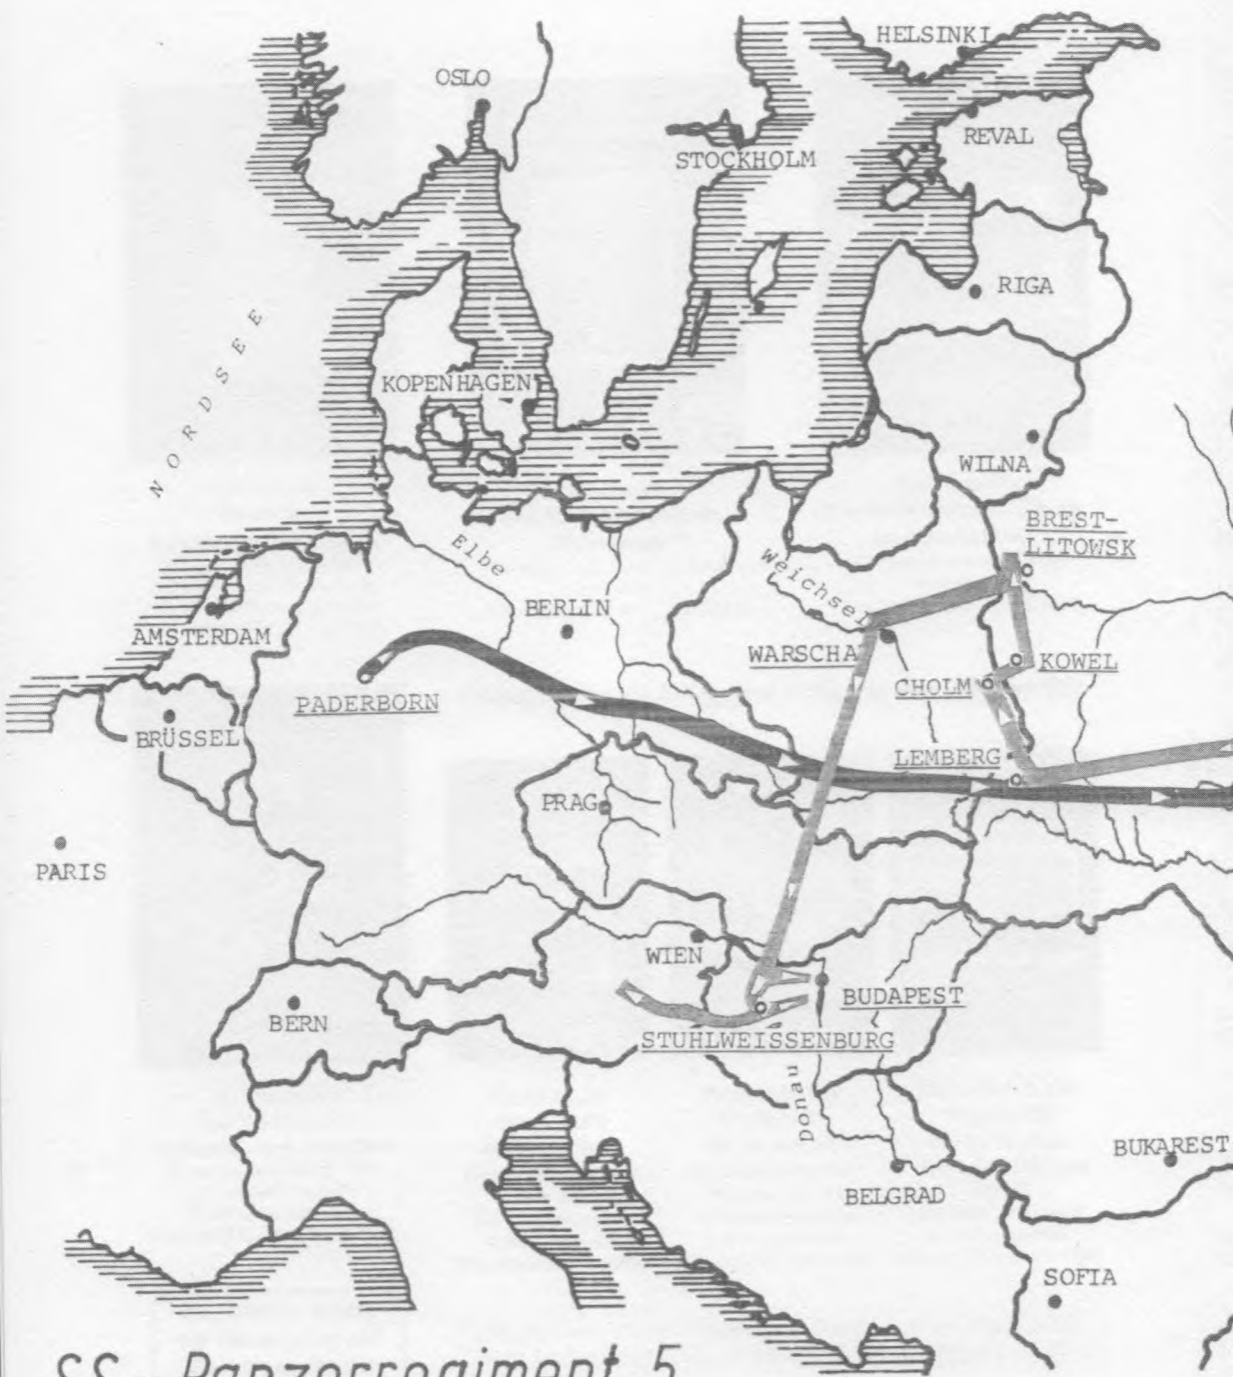 HELSINKI
OSLO
REVAL
STOCKHOLM
RIGA
NORDSEE
KOPENHAGEN
WILNA
BREST-
LITOWSK
Elbe
Weichsel
BERLIN
AMSTERDAM
WARSCHA
KOWEL
CHOLM
PADERBORN
BRÜSSEL
LEMBERG
PRAG
PARIS
WIEN
BUDAPEST
BERN
STUHLWEISSENBURG
Donau
BUKAREST
BELGRAD
SOFIA
SS-Panzerregiment 5